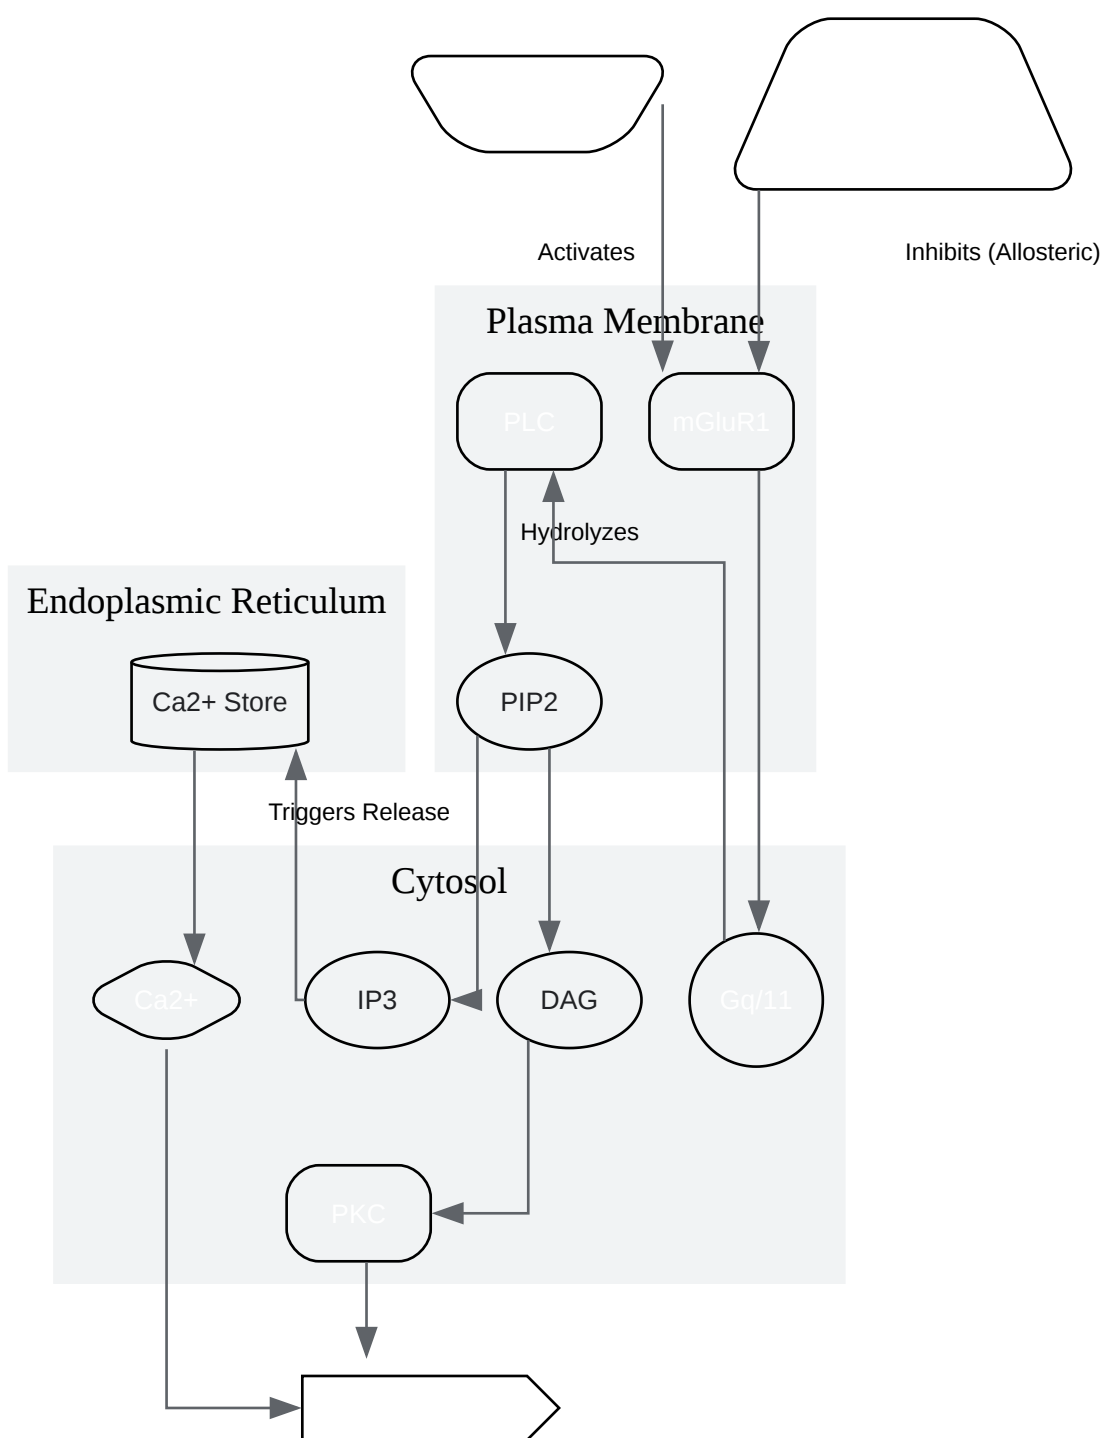 Activates
Inhibits (Allosteric)
Plasma Membrane
PLC
mGluR1
Hydrolyzes
Endoplasmic Reticulum
Ca2+ Store
PIP2
Triggers Release
Cytosol
Ca2+
IP3
DAG
Gq/11
PKC